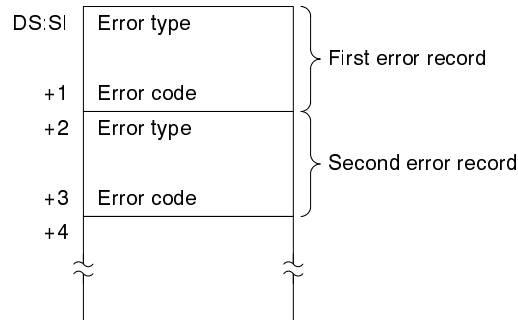 DS:SI Error type
First error record
+1 Error code
+2 Error type
Second error record
+3 Error code
+4